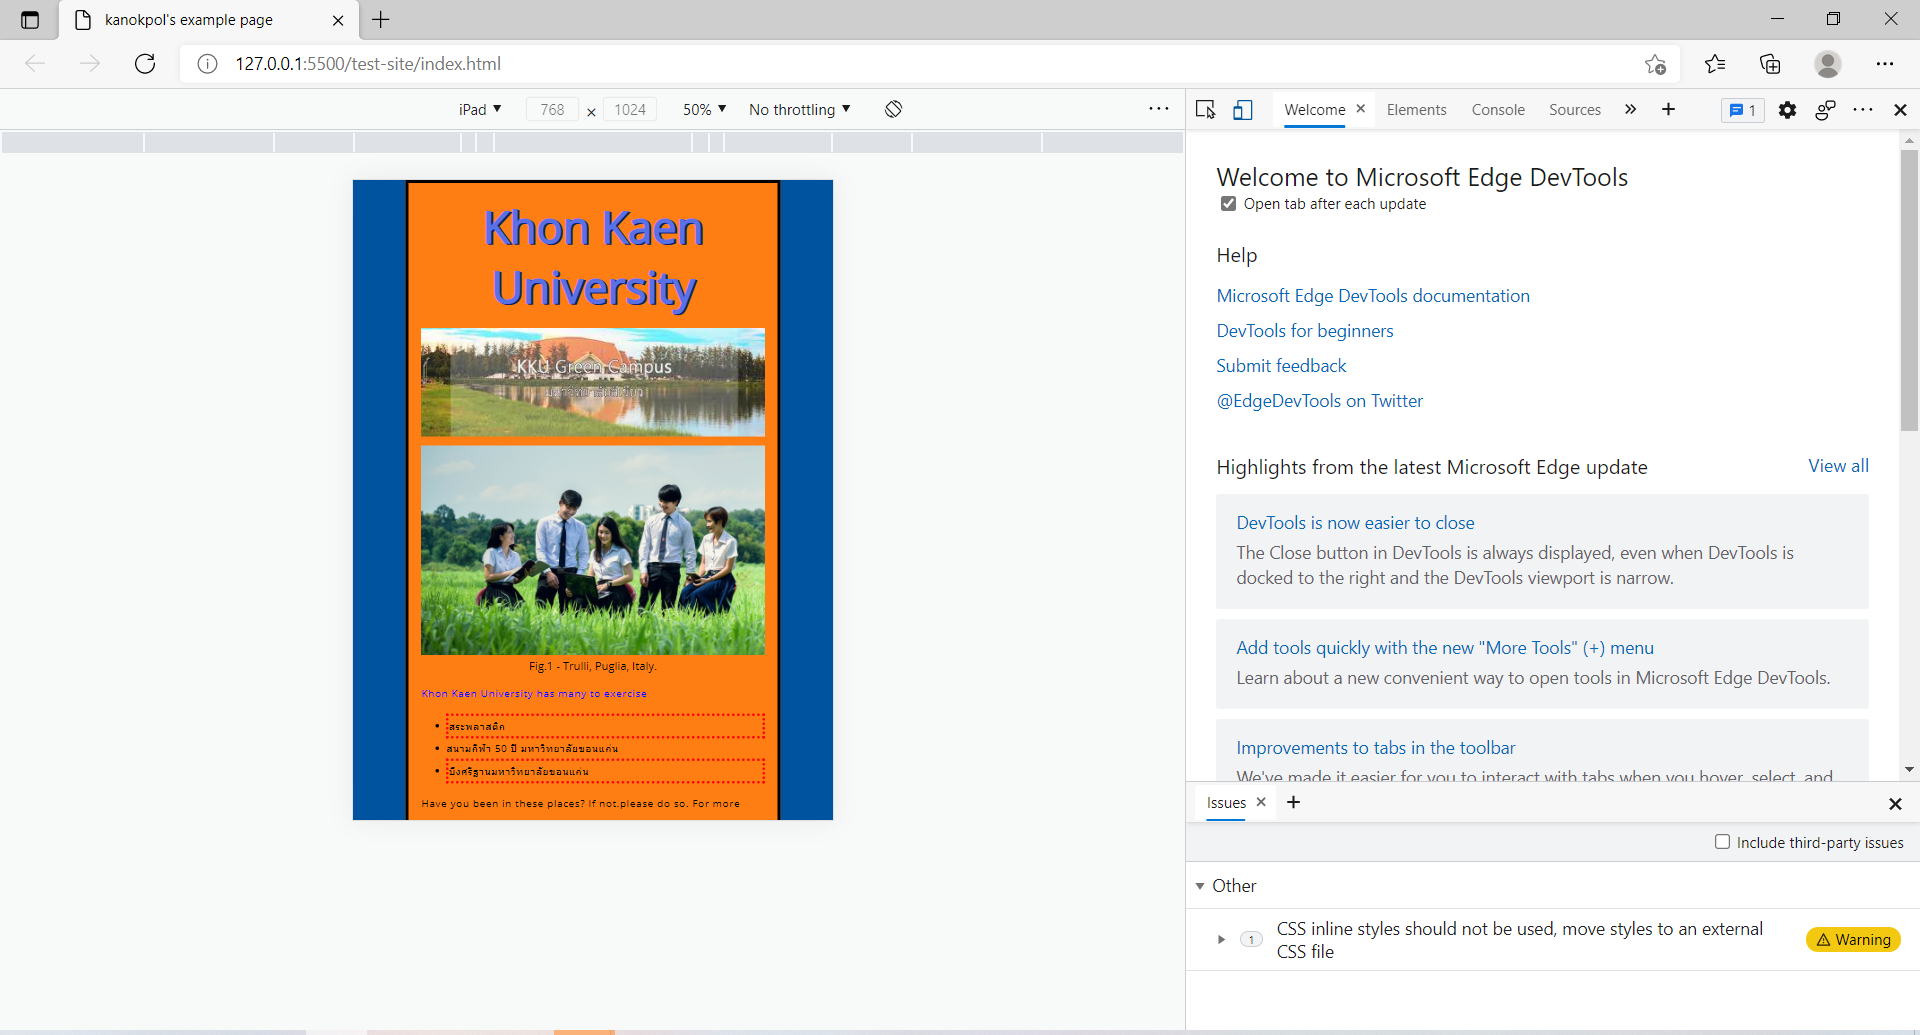 kanokpol's example page
127.0.0.1:5500/test-site/index.html
iPad 768 x 1024 50% No throttling
Welcome Elements Console Sources 1
Khon Kaen
University
KKU Green Campus
Fig.1 - Trulli, Puglia, Italy.
Khon Kaen University has many to exercise
สระพลาสติก
สนามกีฬา 50 ปี มหาวิทยาลัยขอนแก่น
บึงศรีฐานมหาวิทยาลัยขอนแก่น
Have you been in these places? If not.please do so. For more
Welcome to Microsoft Edge DevTools
Open tab after each update
Help
Microsoft Edge DevTools documentation
DevTools for beginners
Submit feedback
@EdgeDevTools on Twitter
Highlights from the latest Microsoft Edge update
View all
DevTools is now easier to close
The Close button in DevTools is always displayed, even when DevTools is
docked to the right and the DevTools viewport is narrow.
Add tools quickly with the new "More Tools" (+) menu
Learn about a new convenient way to open tools in Microsoft Edge DevTools.
Improvements to tabs in the toolbar
We've made it easier for you to interact with tabs when you hover, select, and
Issues
Include third-party issues
Other
1
CSS inline styles should not be used, move styles to an external
CSS file
Warning